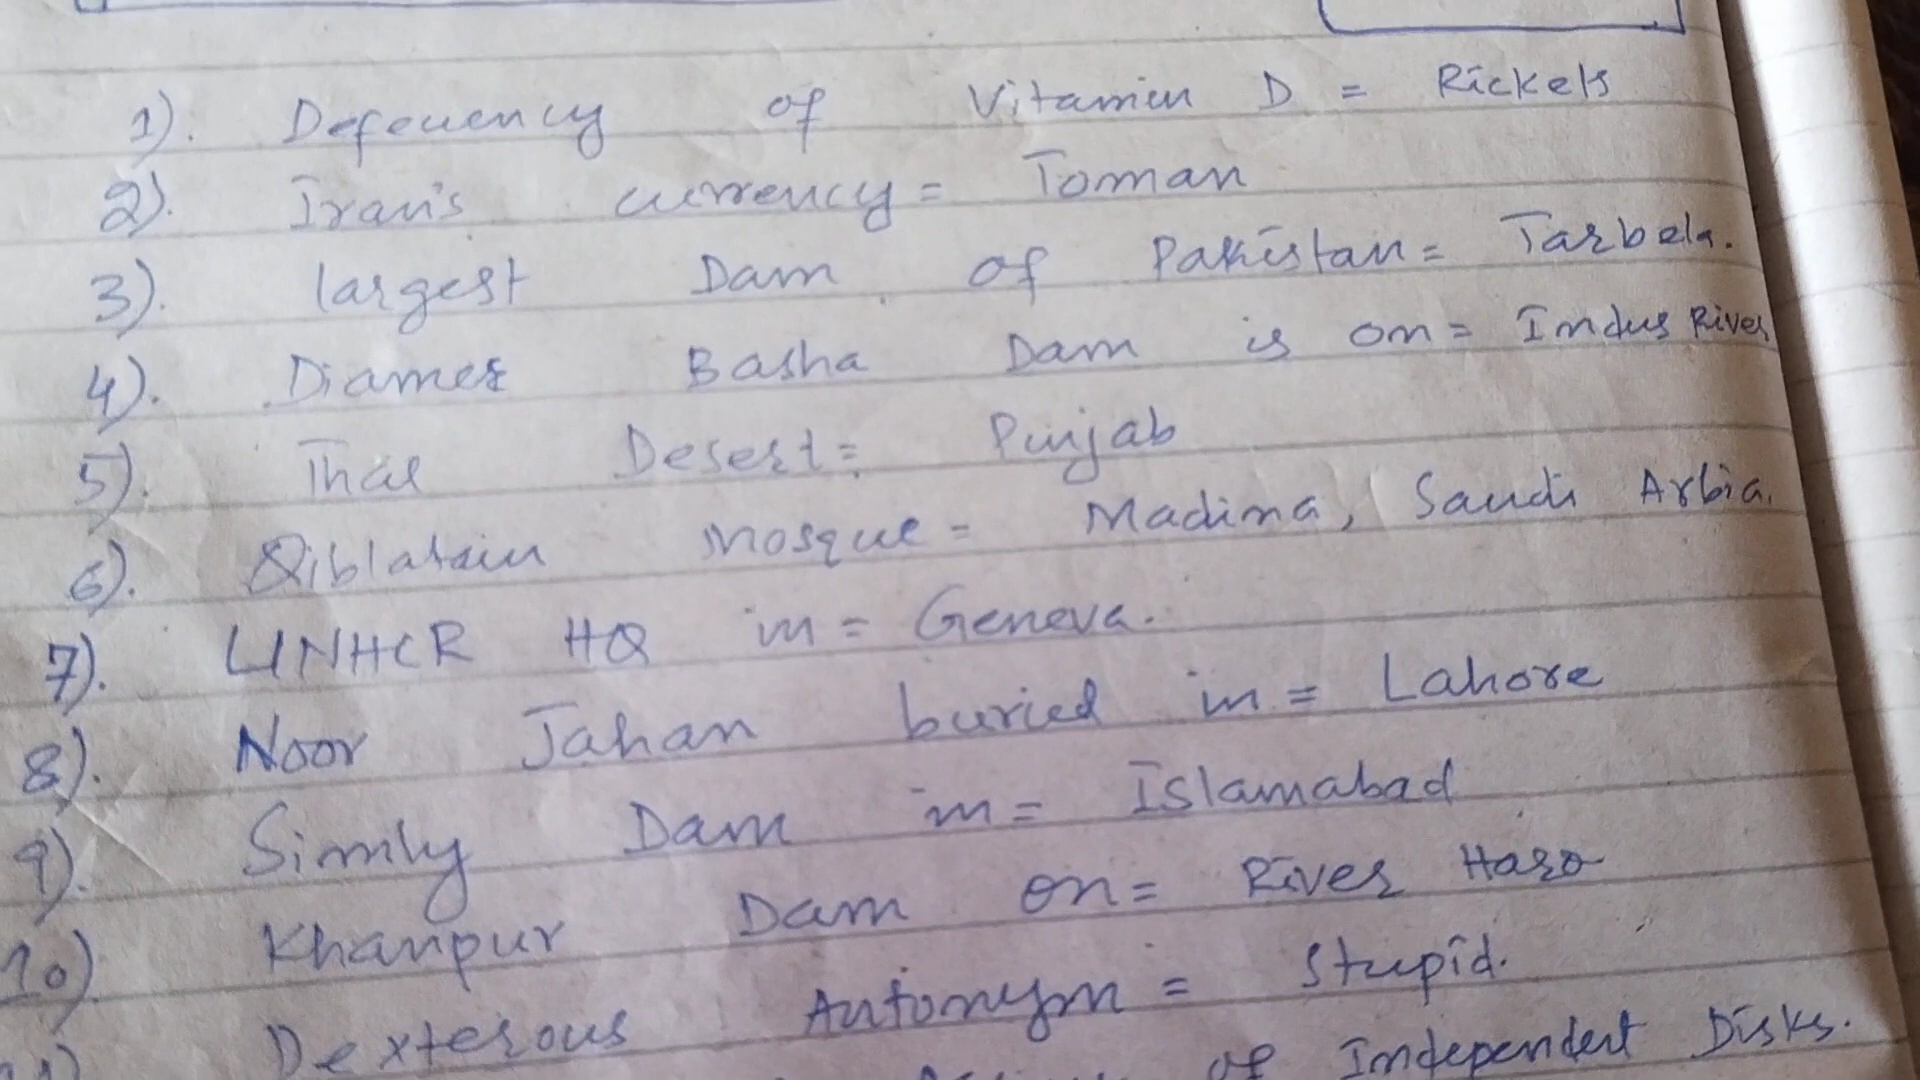 1). Defeuency of Vitamin D = Rickets
2). Iran's currency = Toman
3). largest Dam of Pakistan = Tarbela.
4). Diamer Basha Dam is on = Indus River
5). Thal Desert = Punjab
6). Qiblatain Mosque = Madina, Saudi Arbia.
7). UNHCR HQ in = Geneva.
8). Noor Jahan buried in = Lahore
9). Simly Dam in = Islamabad
10) Khanpur Dam on = River Haro
11) Dexterous Antonym = Stupid.
of Independent Disks.